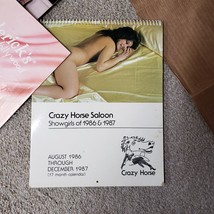 Crazy Horse Saloon
Showgirls of 1986 & 1987
AUGUST 1986
THROUGH
DECEMBER 1987
(17 month calendar)
Crazy Horse